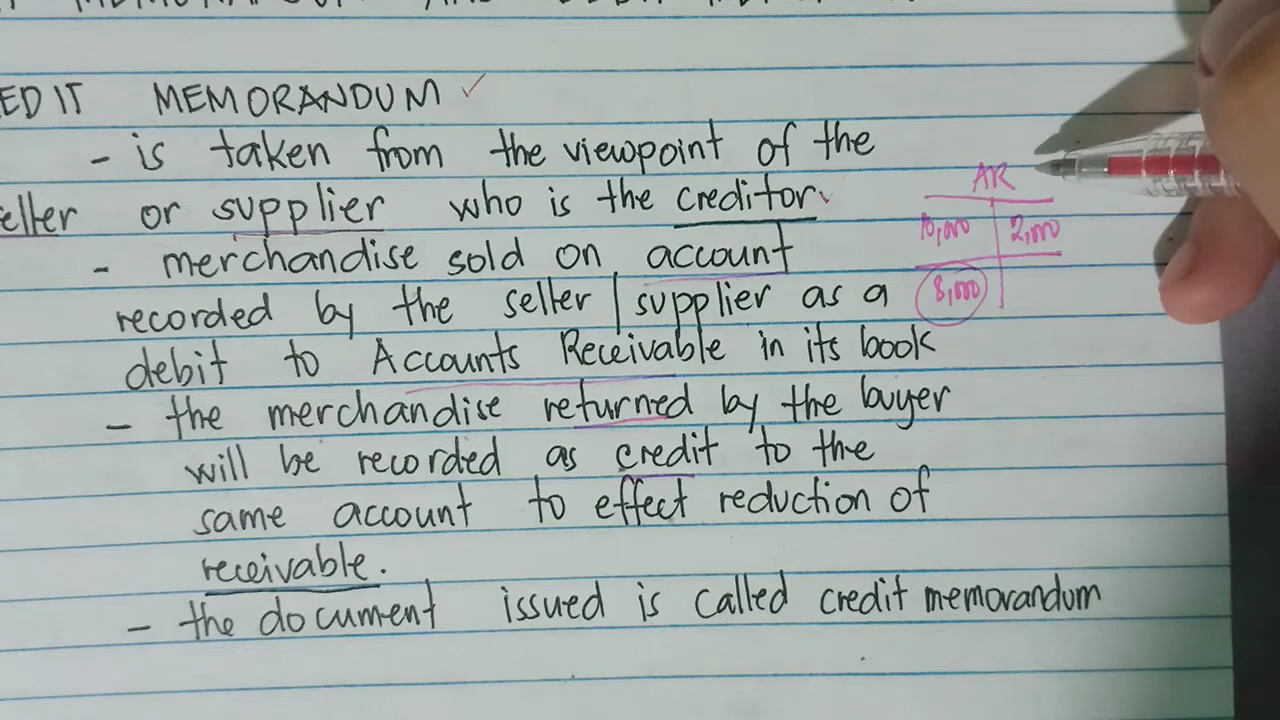 MEMORANDUM AND DEBIT
EDIT MEMORANDUM ✓
- is taken from the viewpoint of the
eller or supplier who is the creditor.
- merchandise sold on account
recorded by the seller / supplier as a
debit to Accounts Receivable in its book
- the merchandise returned by the buyer
will be recorded as credit to the
same account to effect reduction of
receivable.
- the document issued is called credit memorandum
AR
10,000 2,000
8,000